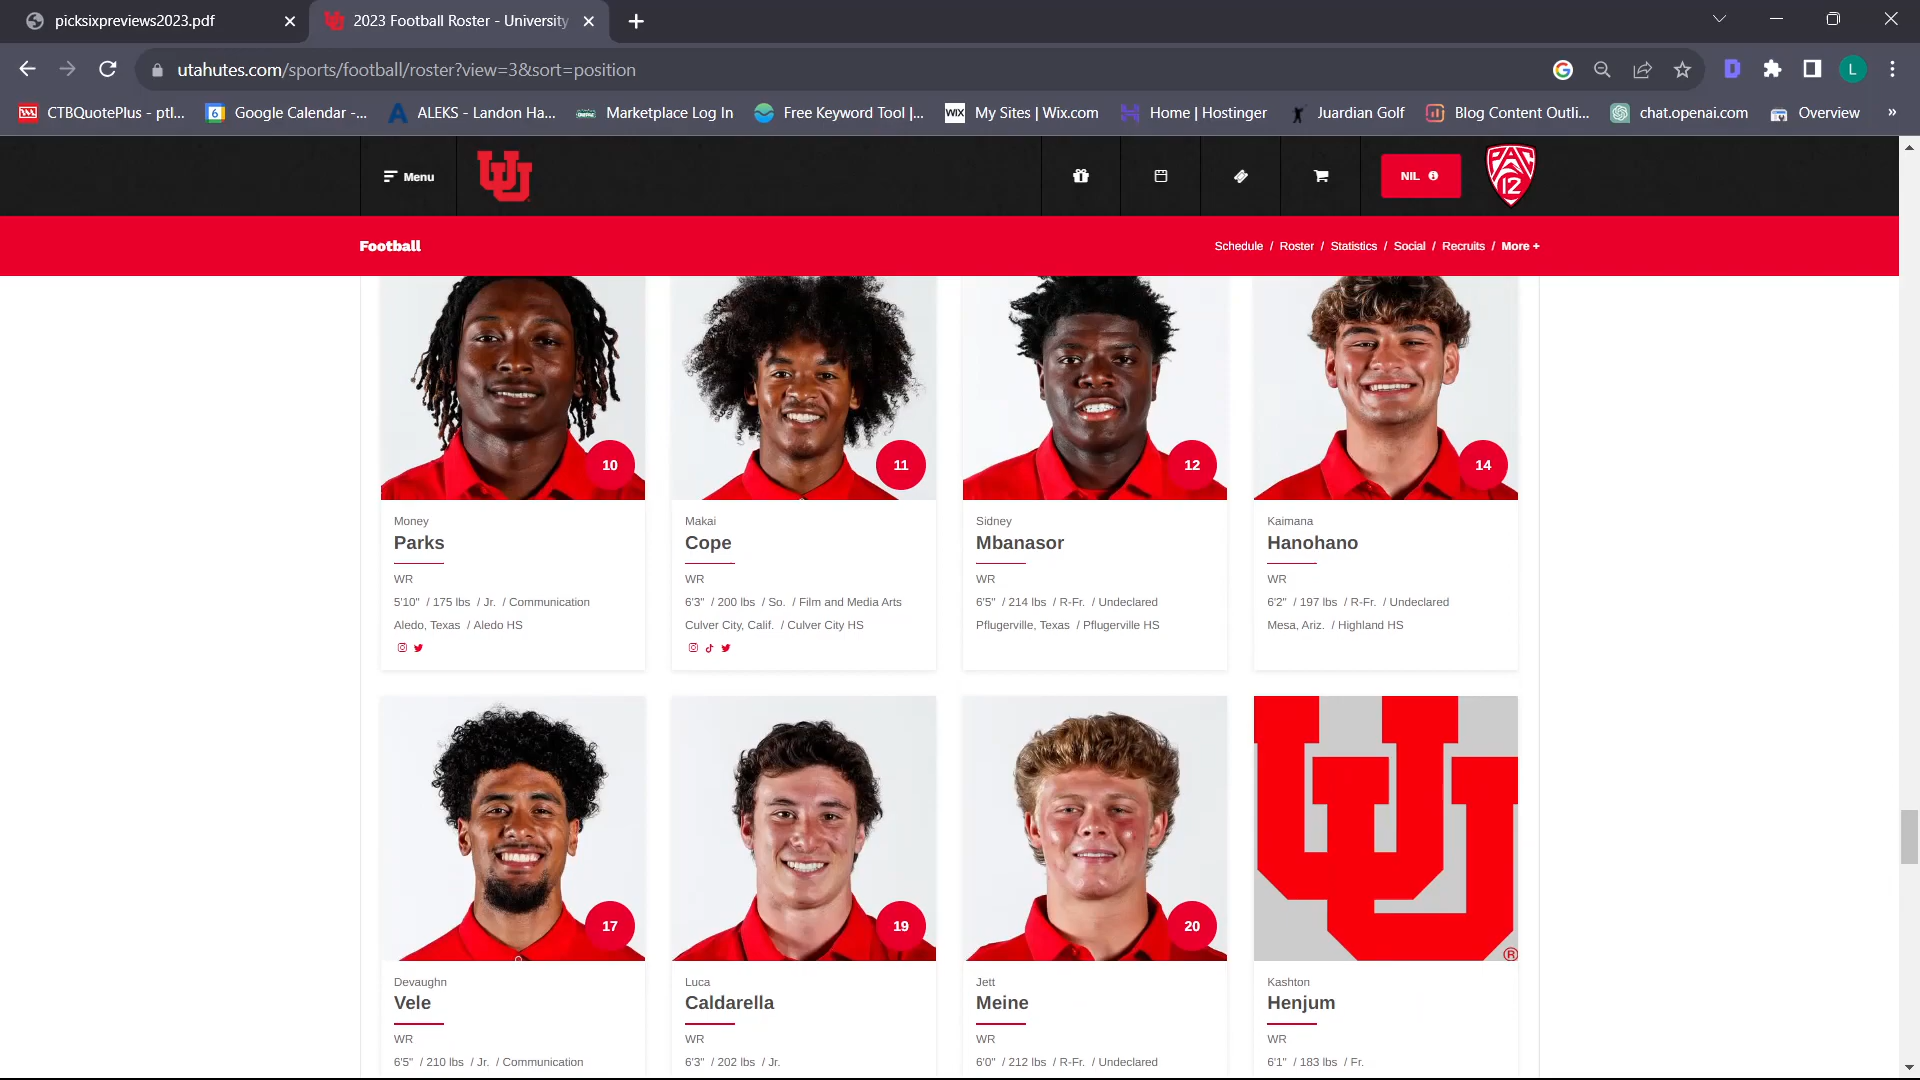 picksixpreviews2023.pdf
2023 Football Roster - University
utahutes.com/sports/football/roster?view=3&sort=position
L
CTBQuotePlus - ptl...
6
Google Calendar -...
ALEKS - Landon Ha...
Marketplace Log In
Free Keyword Tool |...
WIX
My Sites | Wix.com
Home | Hostinger
Juardian Golf
Blog Content Outli...
chat.openai.com
Overview
»
Menu
NIL
PAC
12
Football
Schedule / Roster / Statistics / Social / Recruits / More +
10
11
12
14
Money
Parks
WR
5'10" / 175 lbs / Jr. / Communication
Aledo, Texas / Aledo HS
Makai
Cope
WR
6'3" / 200 lbs / So. / Film and Media Arts
Culver City, Calif. / Culver City HS
Sidney
Mbanasor
WR
6'5" / 214 lbs / R-Fr. / Undeclared
Pflugerville, Texas / Pflugerville HS
Kaimana
Hanohano
WR
6'2" / 197 lbs / R-Fr. / Undeclared
Mesa, Ariz. / Highland HS
17
19
20
®
Devaughn
Vele
WR
6'5" / 210 lbs / Jr. / Communication
Luca
Caldarella
WR
6'3" / 202 lbs / Jr.
Jett
Meine
WR
6'0" / 212 lbs / R-Fr. / Undeclared
Kashton
Henjum
WR
6'1" / 183 lbs / Fr.